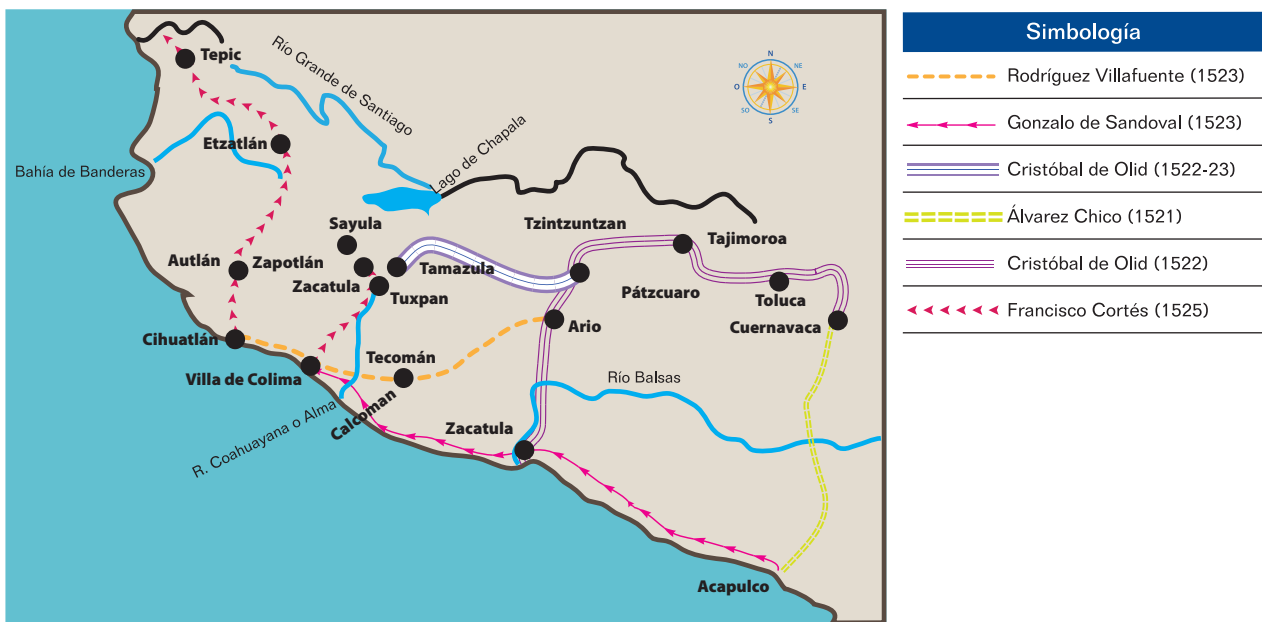 Tepic
Río Grande de Santiago
N
NO
NE
O
E
SO
SE
S
Etzatlán
Bahía de Banderas
Lago de Chapala
Sayula
Tzintzuntzan
Tajimoroa
Autlán
Zapotlán
Tamazula
Zacatula
Tuxpan
Pátzcuaro
Toluca
Ario
Cuernavaca
Cihuatlán
Tecomán
Villa de Colima
Río Balsas
Calcoman
R. Coahuayana o Alma
Zacatula
Acapulco
Simbología
Rodríguez Villafuente (1523)
Gonzalo de Sandoval (1523)
Cristóbal de Olid (1522-23)
Álvarez Chico (1521)
Cristóbal de Olid (1522)
Francisco Cortés (1525)